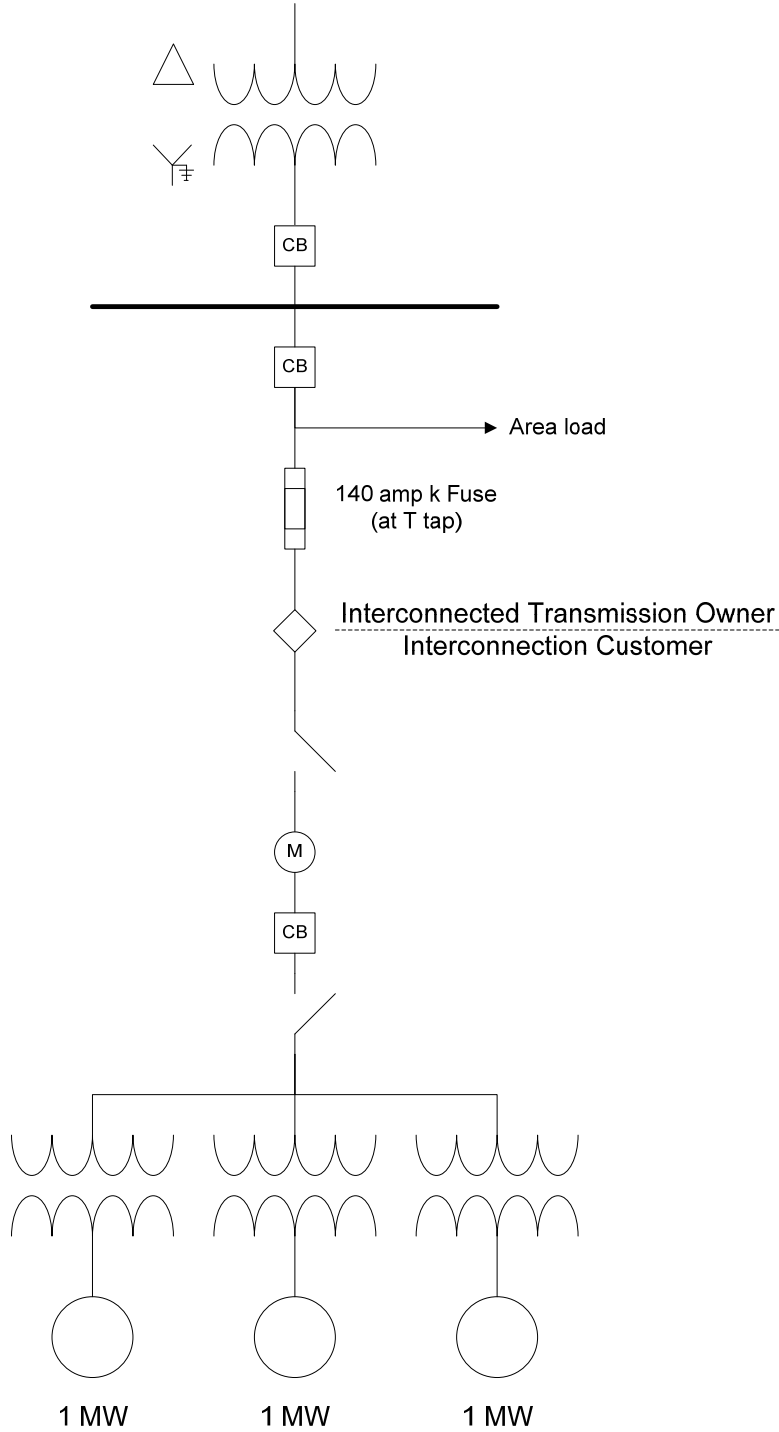 CB
CB
Area load
140 amp k Fuse
(at T tap)
Interconnected Transmission Owner
Interconnection Customer
M
CB
1 MW
1 MW
1 MW